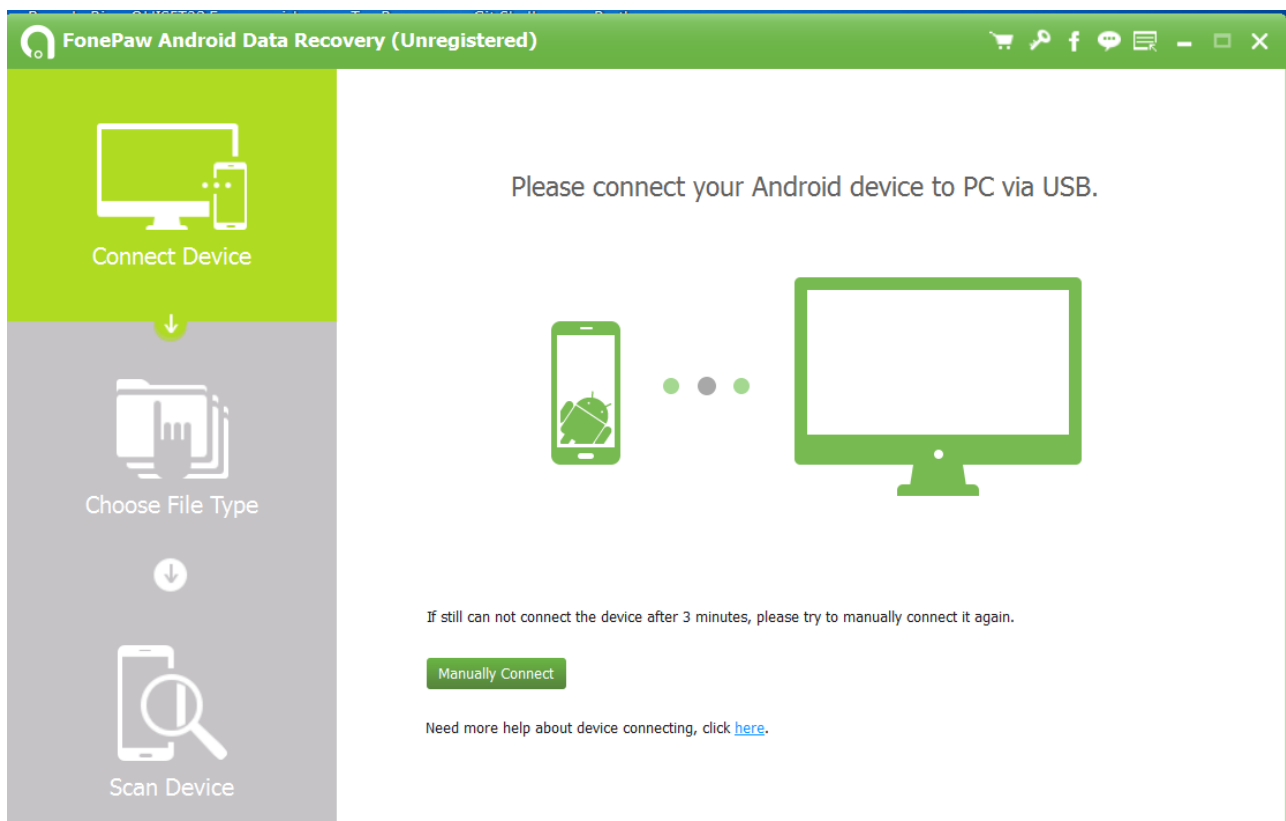 FonePaw Android Data Recovery (Unregistered)
Connect Device
Please connect your Android device to PC via USB.
Choose File Type
If still can not connect the device after 3 minutes, please try to manually connect it again.
Manually Connect
Need more help about device connecting, click here.
Scan Device